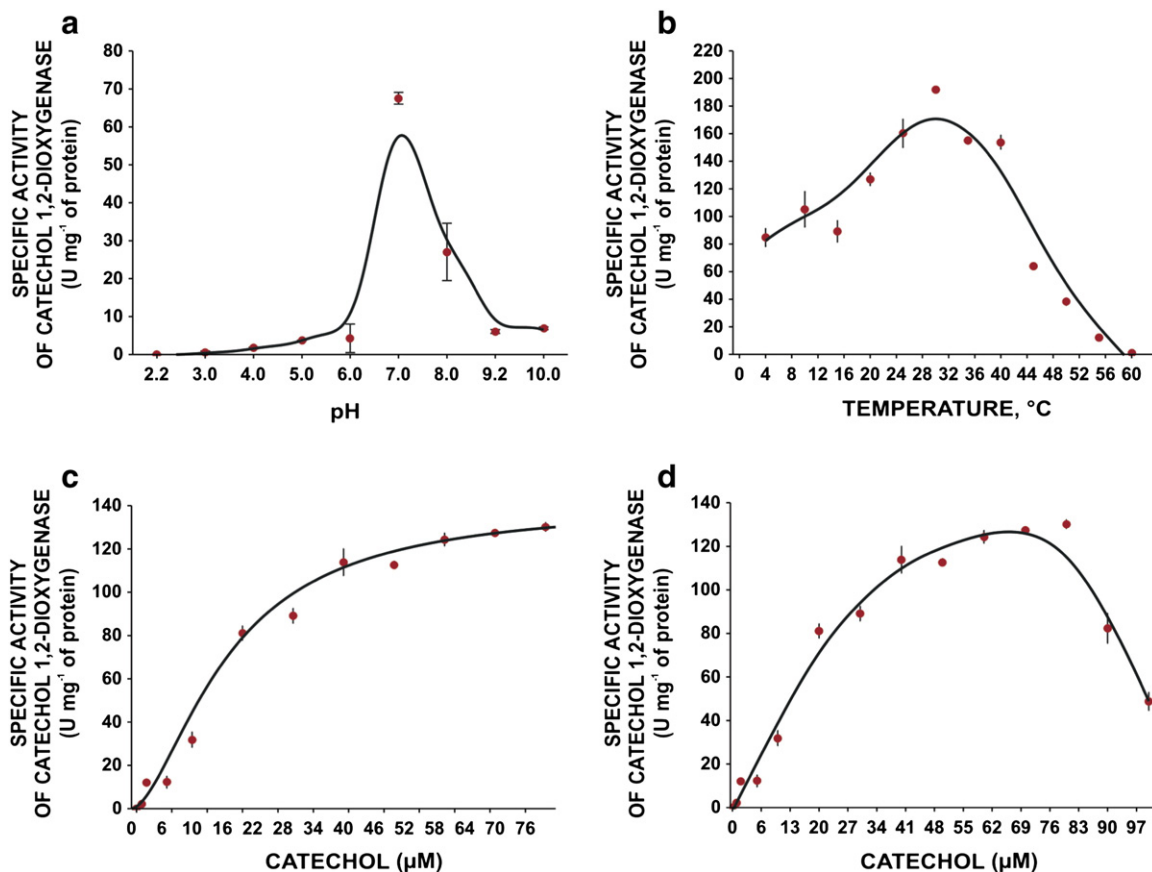 a
SPECIFIC ACTIVITY
OF CATECHOL 1,2-DIOXYGENASE
(U mg⁻¹ of protein)
80
70
60
50
40
30
20
10
0
2.2 3.0 4.0 5.0 6.0 7.0 8.0 9.2 10.0
pH
b
SPECIFIC ACTIVITY
OF CATECHOL 1,2-DIOXYGENASE
(U mg⁻¹ of protein)
220
200
180
160
140
120
100
80
60
40
20
0
0 4 8 12 16 20 24 28 32 36 40 44 48 52 56 60
TEMPERATURE, °C
c
SPECIFIC ACTIVITY
OF CATECHOL 1,2-DIOXYGENASE
(U mg⁻¹ of protein)
140
120
100
80
60
40
20
0
0 6 10 16 20 24 30 34 40 46 52 60 64 70 76
CATECHOL (µM)
d
SPECIFIC ACTIVITY
OF CATECHOL 1,2-DIOXYGENASE
(U mg⁻¹ of protein)
140
120
100
80
60
40
20
0
0 6 13 20 27 34 41 48 55 62 69 76 83 90 97
CATECHOL (µM)